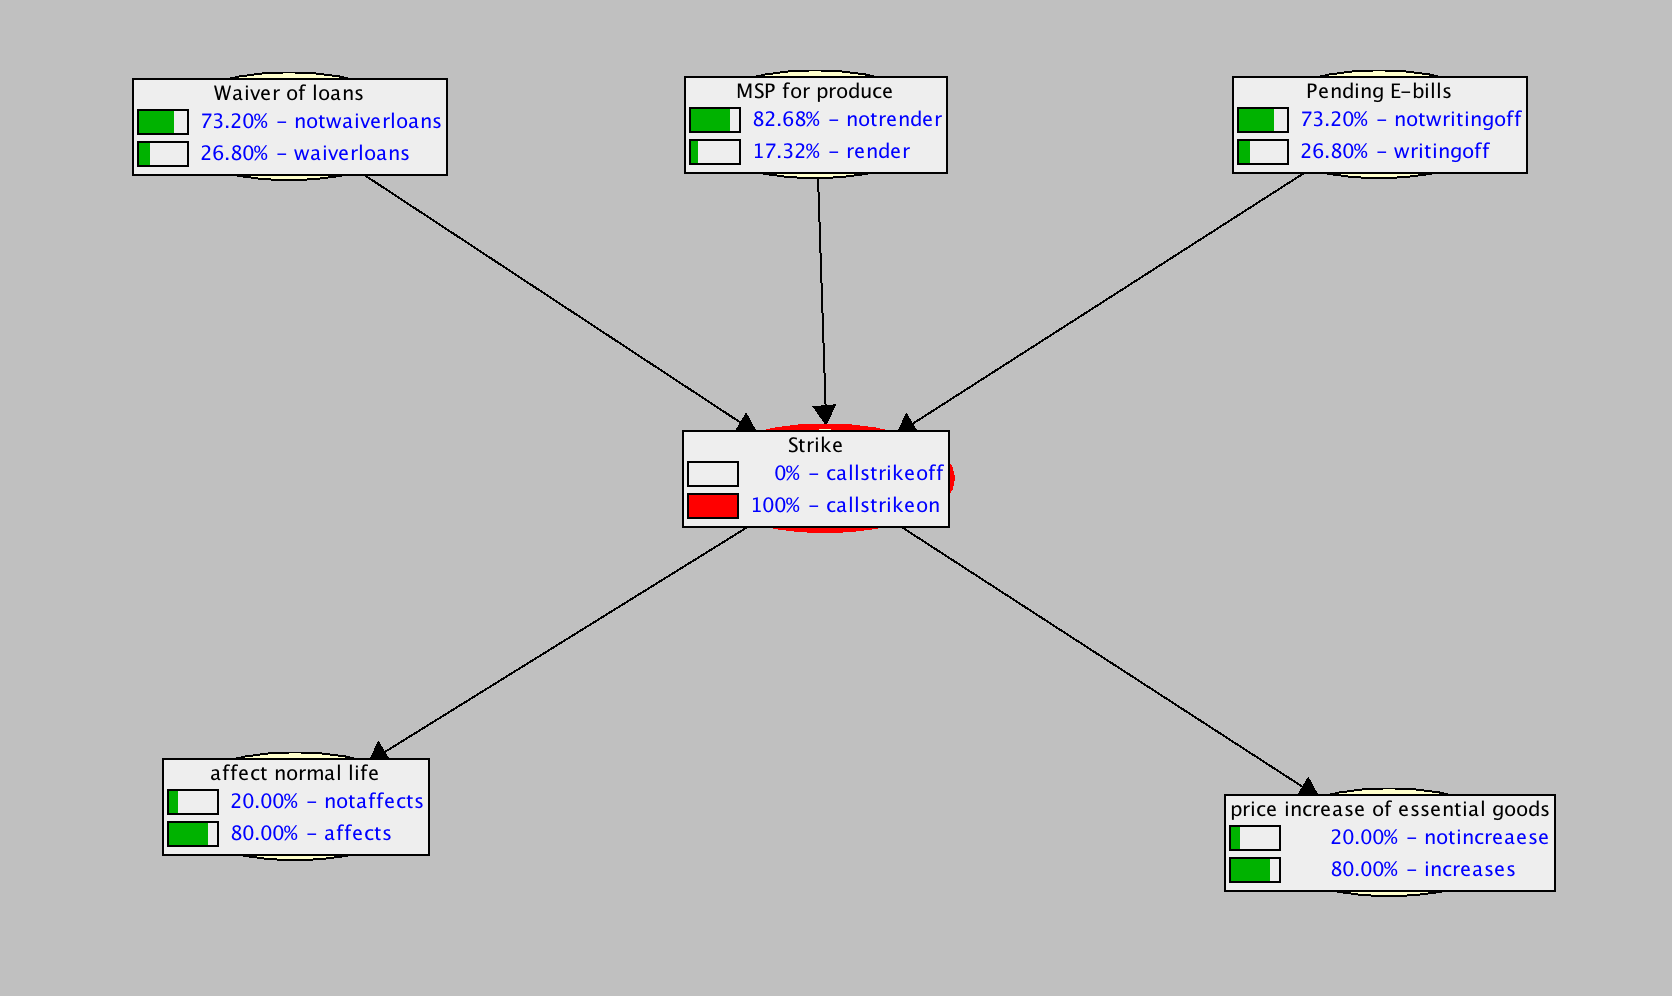 Waiver of loans
73.20% - notwaiverloans
26.80% - waiverloans
MSP for produce
82.68% - notrender
17.32% - render
Pending E-bills
73.20% - notwritingoff
26.80% - writingoff
Strike
0% - callstrikeoff
100% - callstrikeon
affect normal life
20.00% - notaffects
80.00% - affects
price increase of essential goods
20.00% - notincreaese
80.00% - increases